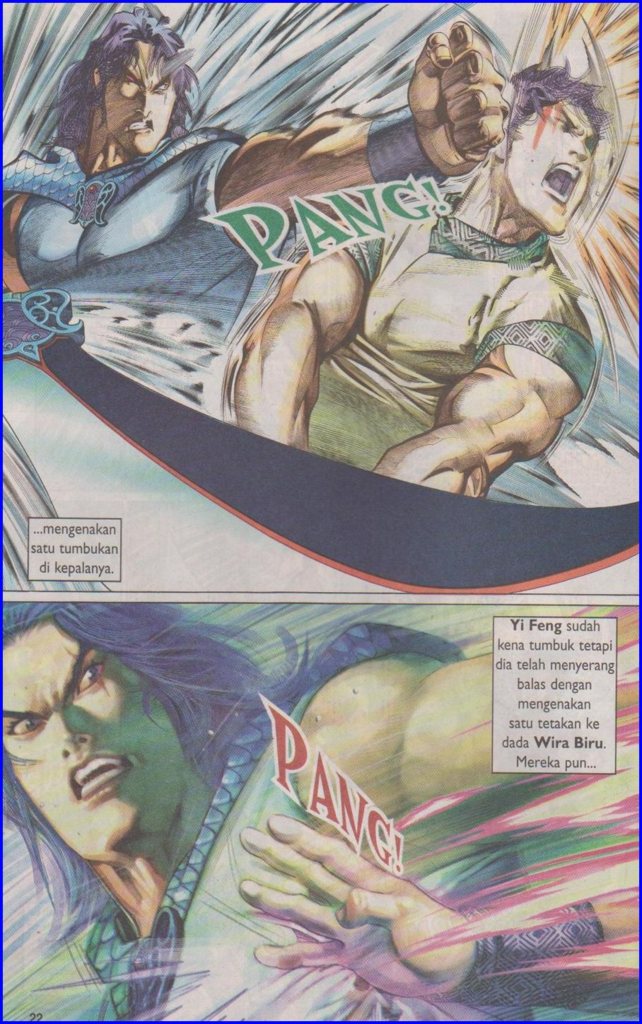 PANG!
...mengenakan
satu tumbukan
di kepalanya.
Yi Feng sudah
kena tumbuk tetapi
dia telah menyerang
balas dengan
mengenakan
satu tetakan ke
dada Wira Biru.
Mereka pun...
PANG!
22